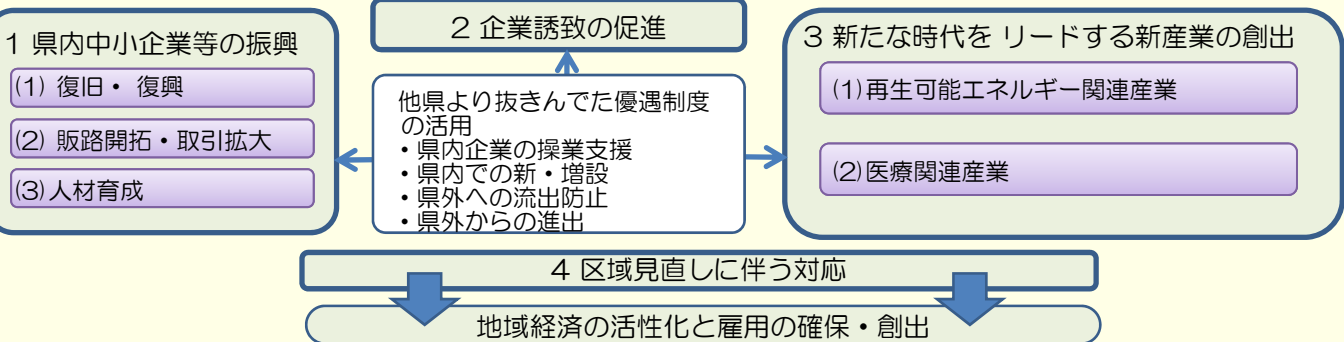 1 県内中小企業等の振興
(1) 復旧・ 復興
(2) 販路開拓・取引拡大
(3)人材育成
2 企業誘致の促進
他県より抜きんでた優遇制度
の活用
・県内企業の操業支援
・県内での新・増設
・県外への流出防止
・県外からの進出
3 新たな時代を リードする新産業の創出
(1)再生可能エネルギー関連産業
(2)医療関連産業
4 区域見直しに伴う対応
地域経済の活性化と雇用の確保・創出